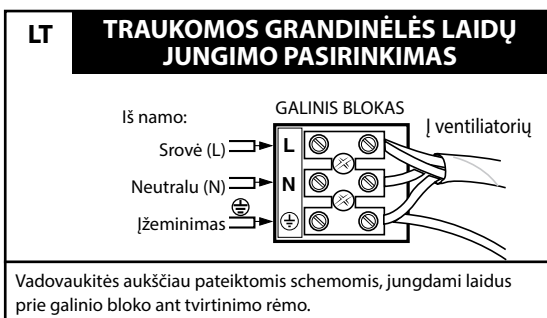 LT
TRAUKOMOS GRANDINĖLĖS LAIDŲ
JUNGIMO PASIRINKIMAS
Iš namo:
GALINIS BLOKAS
Į ventiliatorių
Srovė (L)
L
Neutralu (N)
N
Įžeminimas
Vadovaukitės aukščiau pateiktomis schemomis, jungdami laidus
prie galinio bloko ant tvirtinimo rėmo.